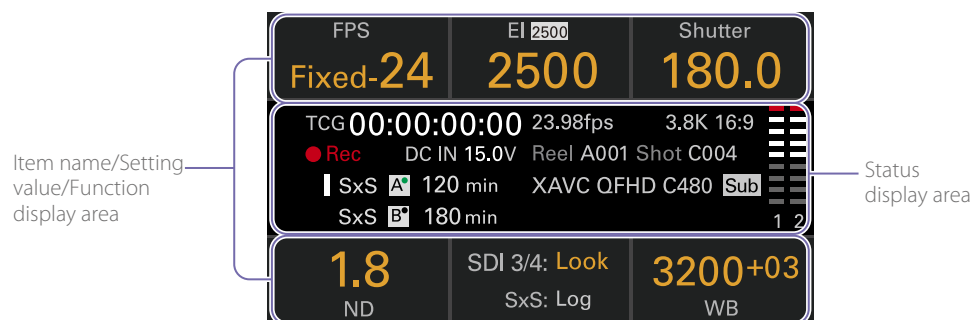 FPS
EI 2500
Shutter
Fixed-24
2500
180.0
TCG 00:00:00:00 23.98fps 3.8K 16:9
Rec DC IN 15.0V Reel A001 Shot C004
SxS A 120 min XAVC QFHD C480 Sub
SxS B 180 min
1 2
1.8
ND
SDI 3/4: Look
SxS: Log
3200+03
WB
Item name/Setting
value/Function
display area
Status
display area